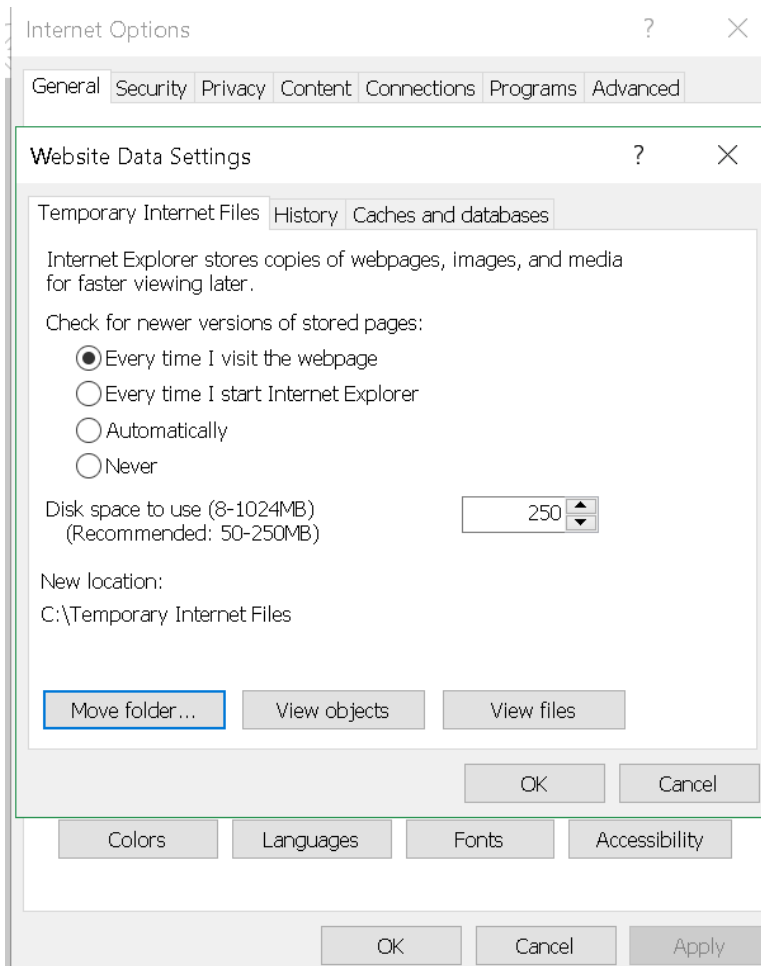 Internet Options
General Security Privacy Content Connections Programs Advanced
Website Data Settings
Temporary Internet Files History Caches and databases
Internet Explorer stores copies of webpages, images, and media
for faster viewing later.
Check for newer versions of stored pages:
Every time I visit the webpage
Every time I start Internet Explorer
Automatically
Never
Disk space to use (8-1024MB)
250
(Recommended: 50-250MB)
New location:
C:\Temporary Internet Files
Move folder... View objects View files
OK Cancel
Colors Languages Fonts Accessibility
OK Cancel Apply